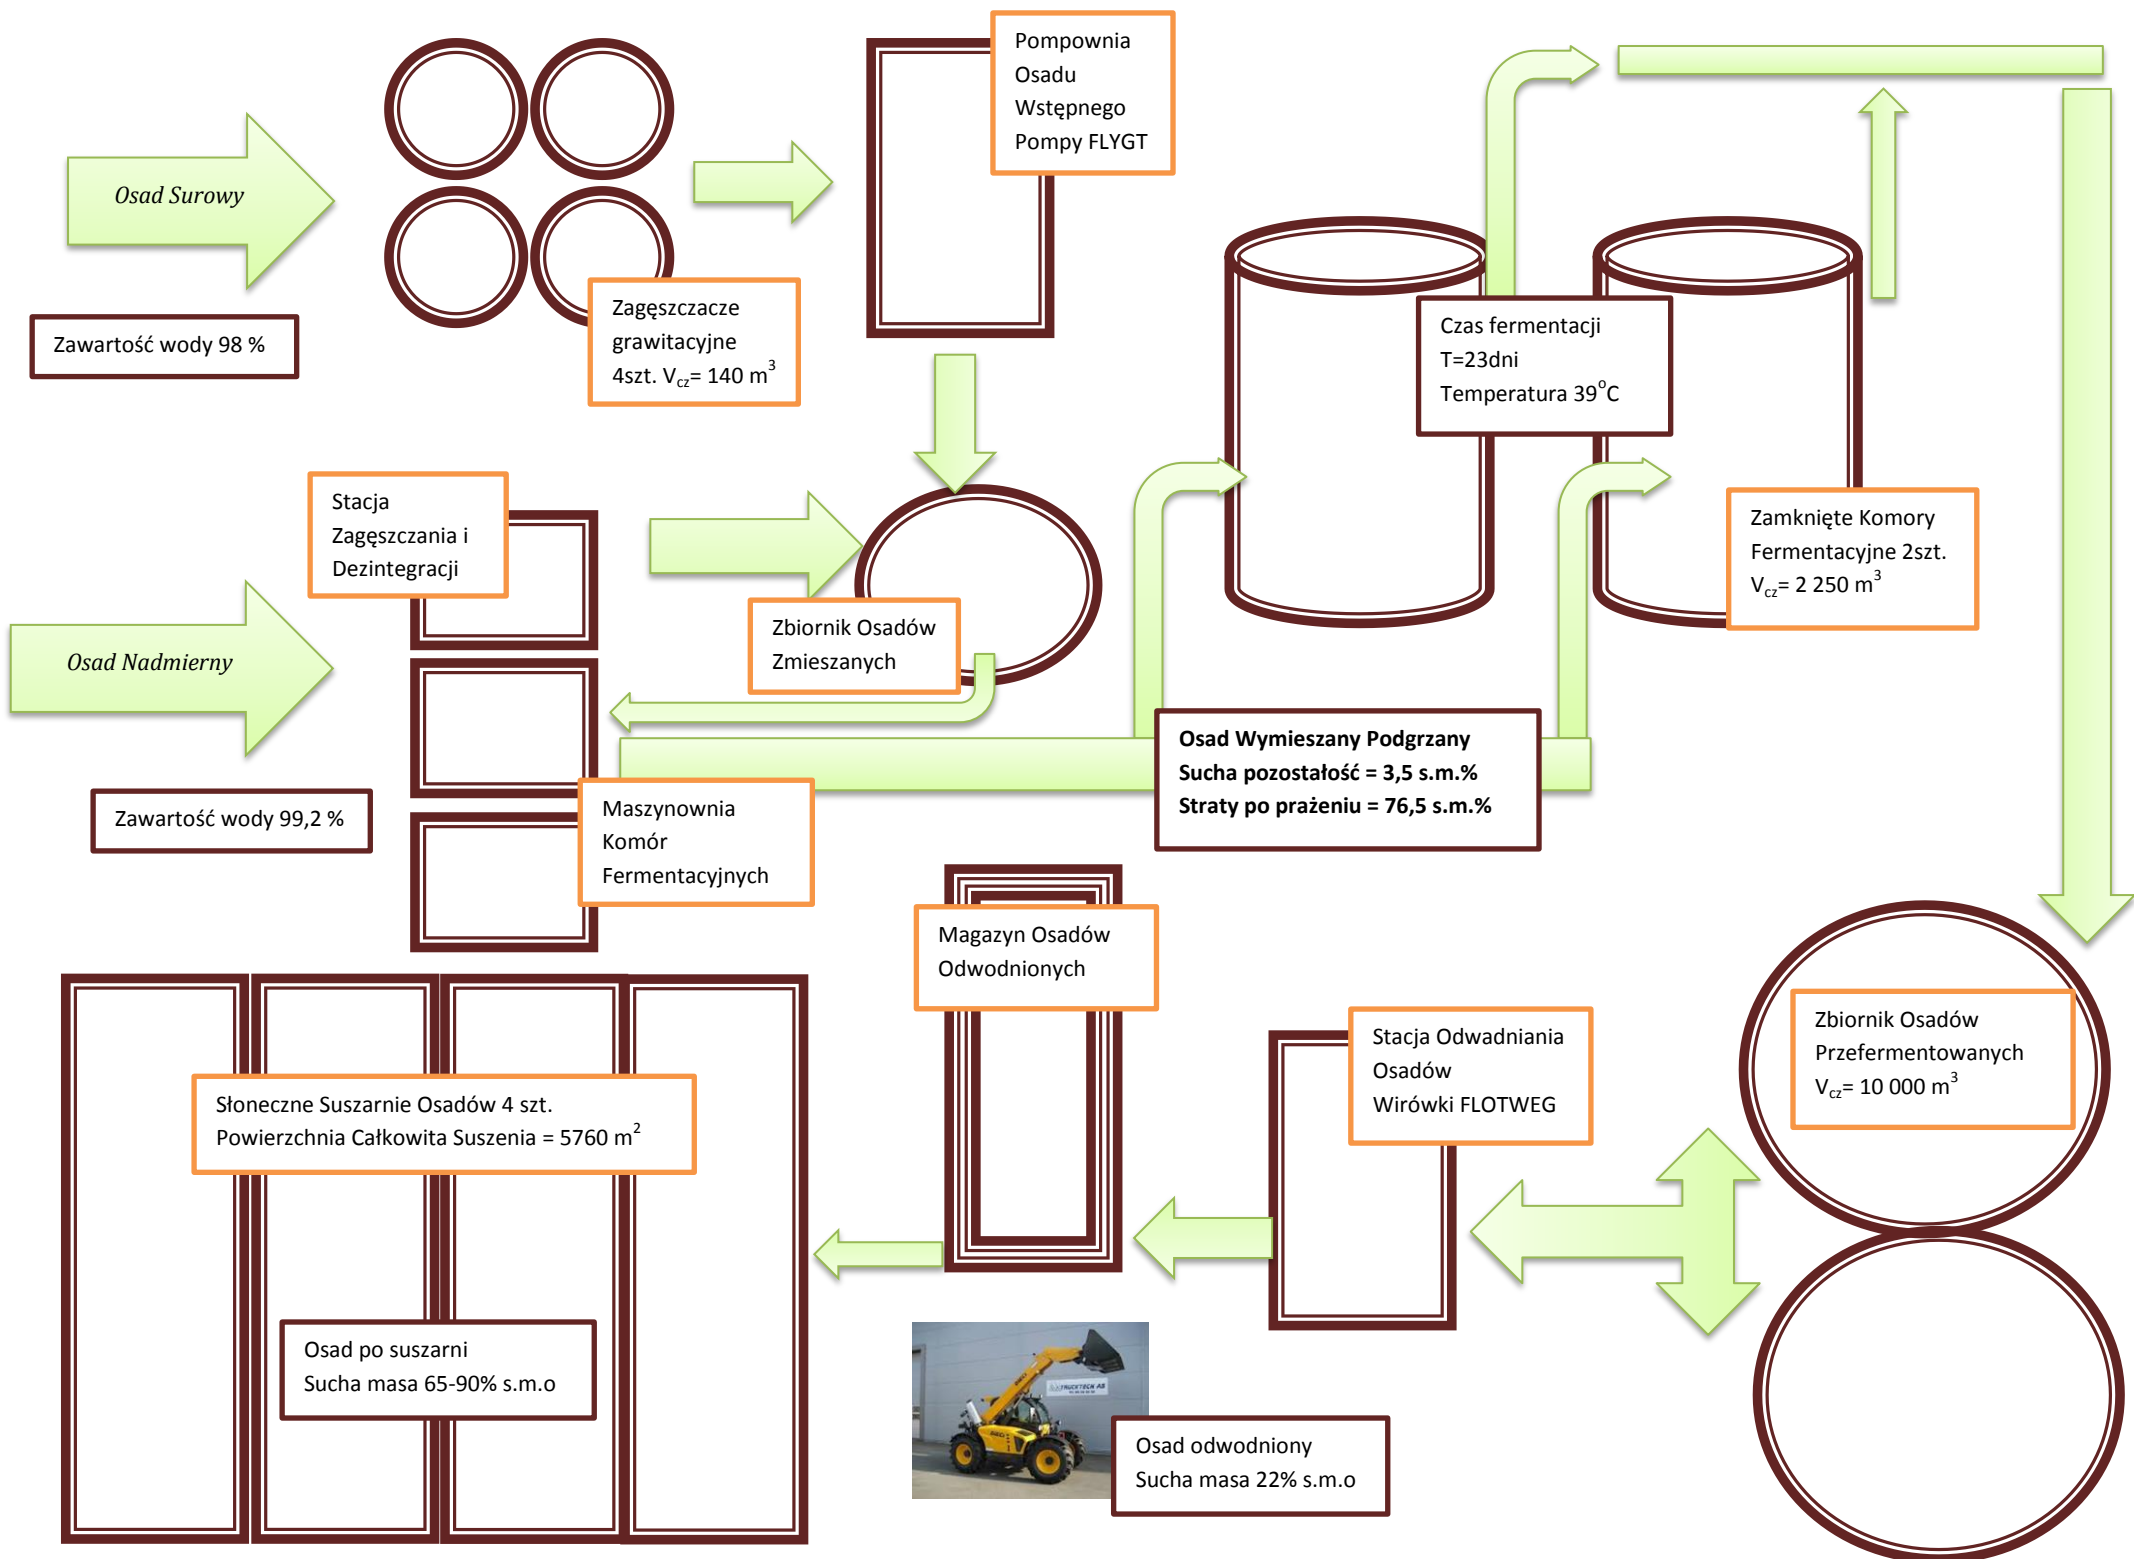 Pompownia
Osadu
Wstępnego
Pompy FLYGT
Osad Surowy
Zagęszczacze
grawitacyjne
4szt. Vcz= 140 m³
Zawartość wody 98 %
Czas fermentacji
T=23dni
Temperatura 39°C
Stacja
Zagęszczania i
Dezintegracji
Zamknięte Komory
Fermentacyjne 2szt.
Vcz= 2 250 m³
Zbiornik Osadów
Zmieszanych
Osad Nadmierny
Osad Wymieszany Podgrzany
Sucha pozostałość = 3,5 s.m.%
Straty po prażeniu = 76,5 s.m.%
Zawartość wody 99,2 %
Maszynownia
Komór
Fermentacyjnych
Magazyn Osadów
Odwodnionych
Zbiornik Osadów
Przefermentowanych
Vcz= 10 000 m³
Stacja Odwadniania
Osadów
Wirówki FLOTWEG
Słoneczne Suszarnie Osadów 4 szt.
Powierzchnia Całkowita Suszenia = 5760 m²
Osad po suszarni
Sucha masa 65-90% s.m.o
TRUCKTECH AB
Osad odwodniony
Sucha masa 22% s.m.o